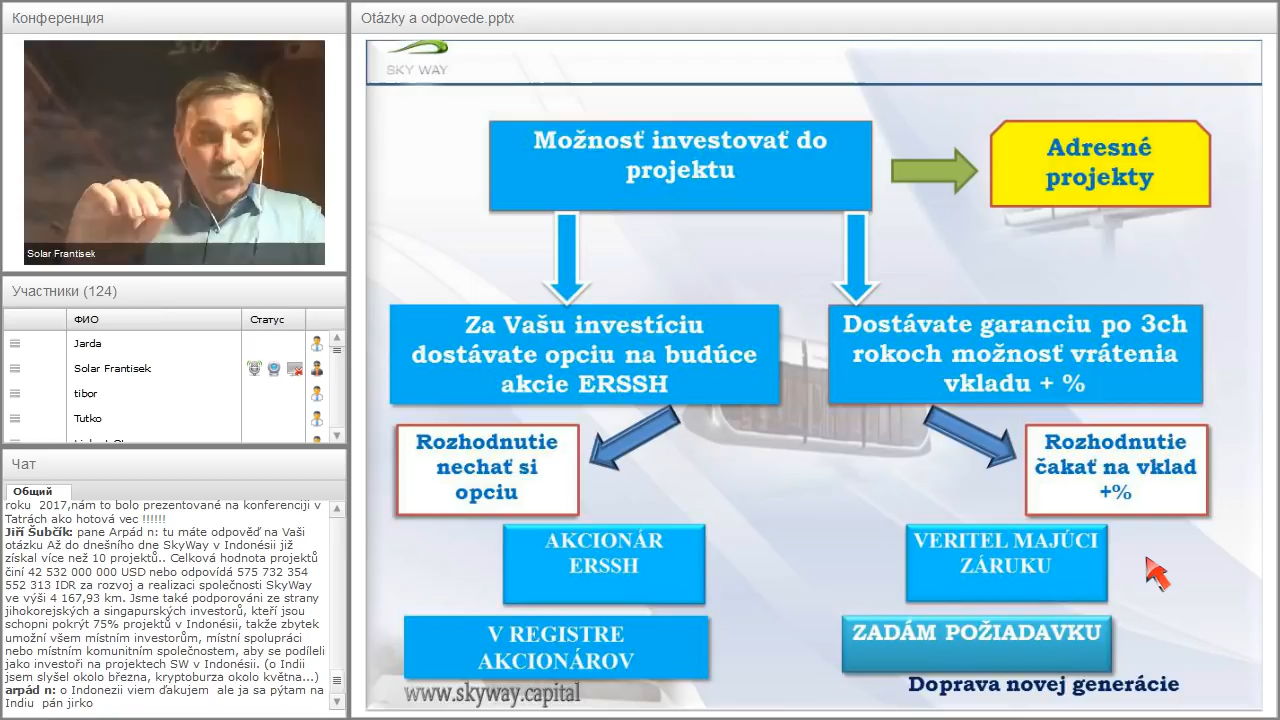 Конференция
Solar Frantisek
Участники (124)
ФИО
Статус
Jarda
Solar Frantisek
tibor
Tutko
Чат
Общий
roku 2017,nám to bolo prezentované na konferenciji v
Tatrách ako hotová vec !!!!!!
Jiří Šubčík: pane Arpád n: tu máte odpověď na Vaši
otázku Až do dnešního dne SkyWay v Indonésii již
získal více než 10 projektů.. Celková hodnota projektů
činí 42 532 000 000 USD nebo odpovídá 575 732 354
552 313 IDR za rozvoj a realizaci společnosti SkyWay
ve výši 4 167,93 km. Jsme také podporováni ze strany
jihokorejských a singapurských investorů, kteří jsou
schopni pokrýt 75% projektů v Indonésii, takže zbytek
umožní všem místním investorům, místní spolupráci
nebo místním komunitním společnostem, aby se podíleli
jako investoři na projektech SW v Indonésii. (o Indii
jsem slyšel okolo března, kryptoburza okolo května...)
arpád n: o Indonezii viem ďakujem ale ja sa pýtam na
Indiu pán jirko
Otázky a odpovede.pptx
SKY WAY
Možnosť investovať do
projektu
Adresné
projekty
Za Vašu investíciu
dostávate opciu na budúce
akcie ERSSH
Dostávate garanciu po 3ch
rokoch možnosť vrátenia
vkladu + %
Rozhodnutie
nechať si
opciu
Rozhodnutie
čakať na vklad
+%
AKCIONÁR
ERSSH
VERITEL MAJÚCI
ZÁRUKU
V REGISTRE
AKCIONÁROV
ZADÁM POŽIADAVKU
www.skyway.capital
Doprava novej generácie